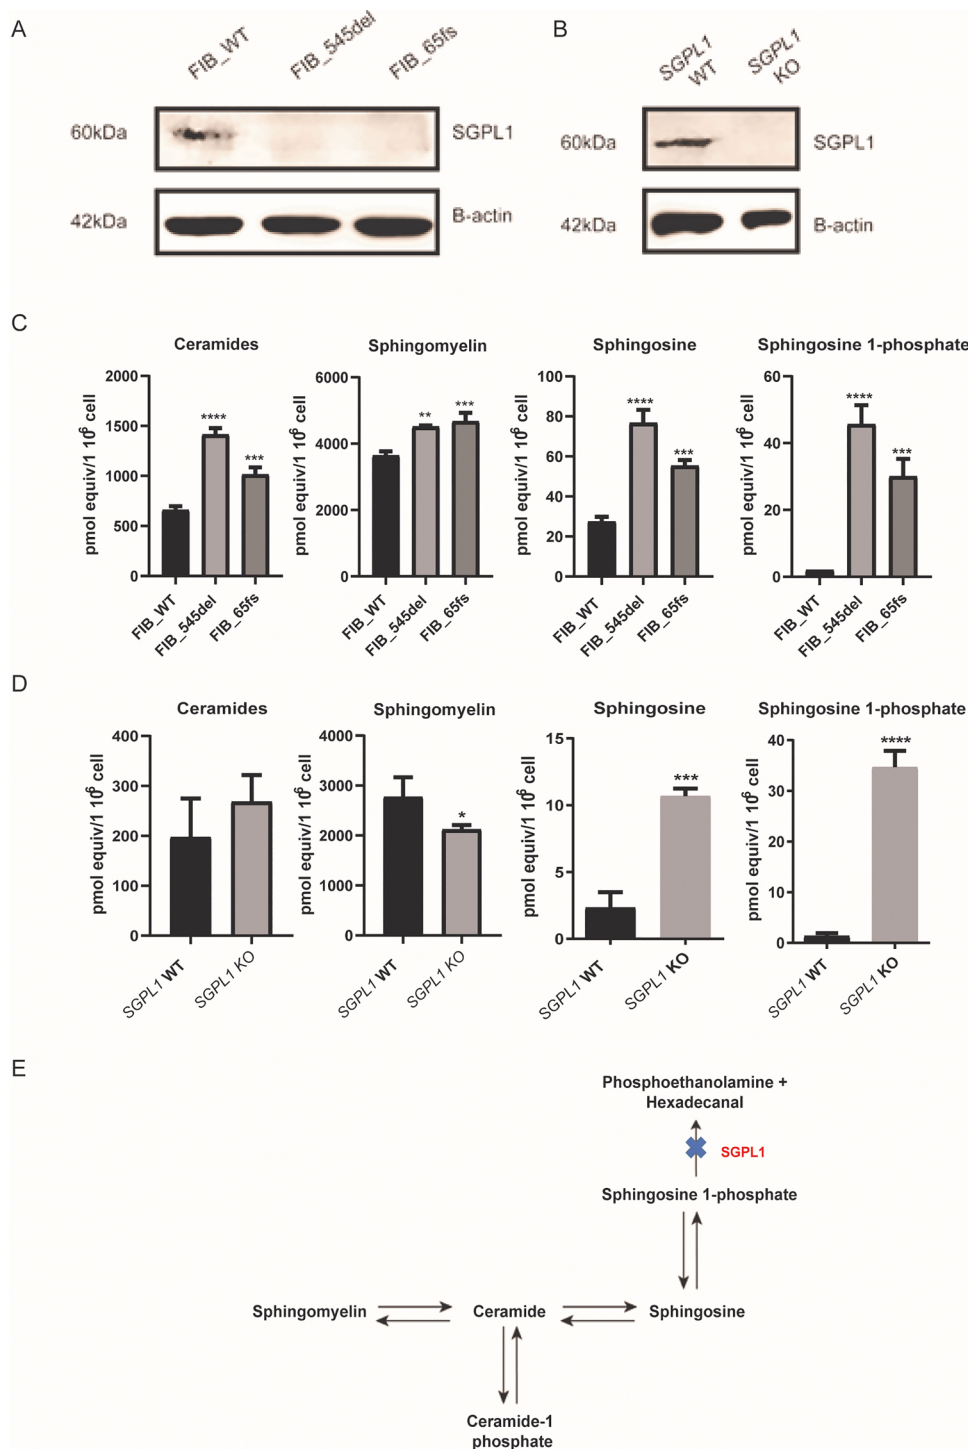 A
FIB_WT
FIB_545del
FIB_65fs
60kDa
SGPL1
42kDa
B-actin
B
SGPL1
WT
SGPL1
KO
60kDa
SGPL1
42kDa
B-actin
C
Ceramides
pmol equiv/1 10⁶ cell
2000
1500
1000
500
0
****
***
FIB_WT
FIB_545del
FIB_65fs
Sphingomyelin
pmol equiv/1 10⁶ cell
6000
4000
2000
0
**
***
FIB_WT
FIB_545del
FIB_65fs
Sphingosine
pmol equiv/1 10⁶ cell
100
80
60
40
20
0
****
***
FIB_WT
FIB_545del
FIB_65fs
Sphingosine 1-phosphate
pmol equiv/1 10⁶ cell
60
40
20
0
****
***
FIB_WT
FIB_545del
FIB_65fs
D
Ceramides
pmol equiv/1 10⁶ cell
400
300
200
100
0
SGPL1 WT
SGPL1 KO
Sphingomyelin
pmol equiv/1 10⁶ cell
4000
3000
2000
1000
0
*
SGPL1 WT
SGPL1 KO
Sphingosine
pmol equiv/1 10⁶ cell
15
10
5
0
***
SGPL1 WT
SGPL1 KO
Sphingosine 1-phosphate
pmol equiv/1 10⁶ cell
40
30
20
10
0
****
SGPL1 WT
SGPL1 KO
E
Phosphoethanolamine +
Hexadecanal
SGPL1
Sphingosine 1-phosphate
Sphingomyelin
Ceramide
Sphingosine
Ceramide-1
phosphate